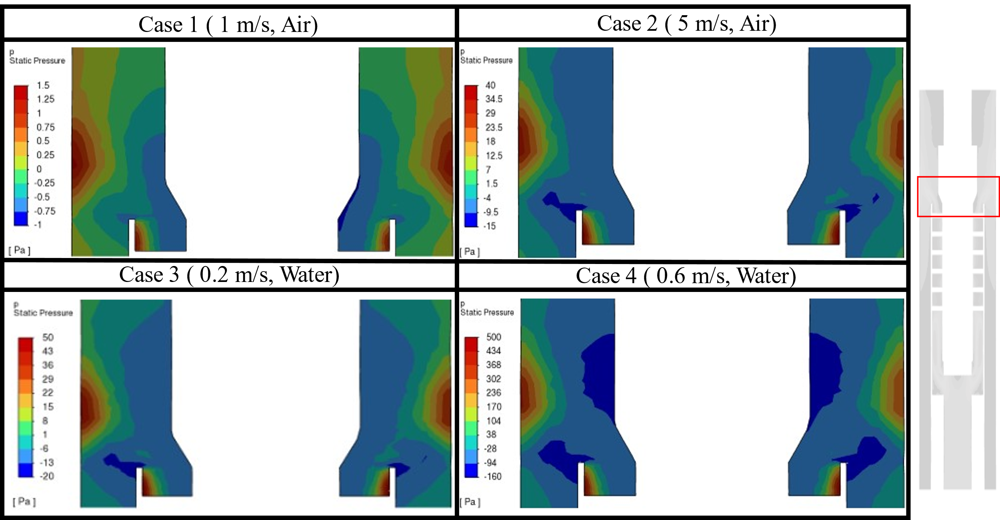 Case 1 ( 1 m/s, Air)
Case 2 ( 5 m/s, Air)
p
Static Pressure
1.5
1.25
1
0.75
0.5
0.25
0
-0.25
-0.5
-0.75
-1
[ Pa ]
p
Static Pressure
40
34.5
29
23.5
18
12.5
7
1.5
-4
-9.5
-15
[ Pa ]
Case 3 ( 0.2 m/s, Water)
Case 4 ( 0.6 m/s, Water)
p
Static Pressure
50
43
36
29
22
15
8
1
-6
-13
-20
[ Pa ]
p
Static Pressure
500
434
368
302
236
170
104
38
-28
-94
-160
[ Pa ]